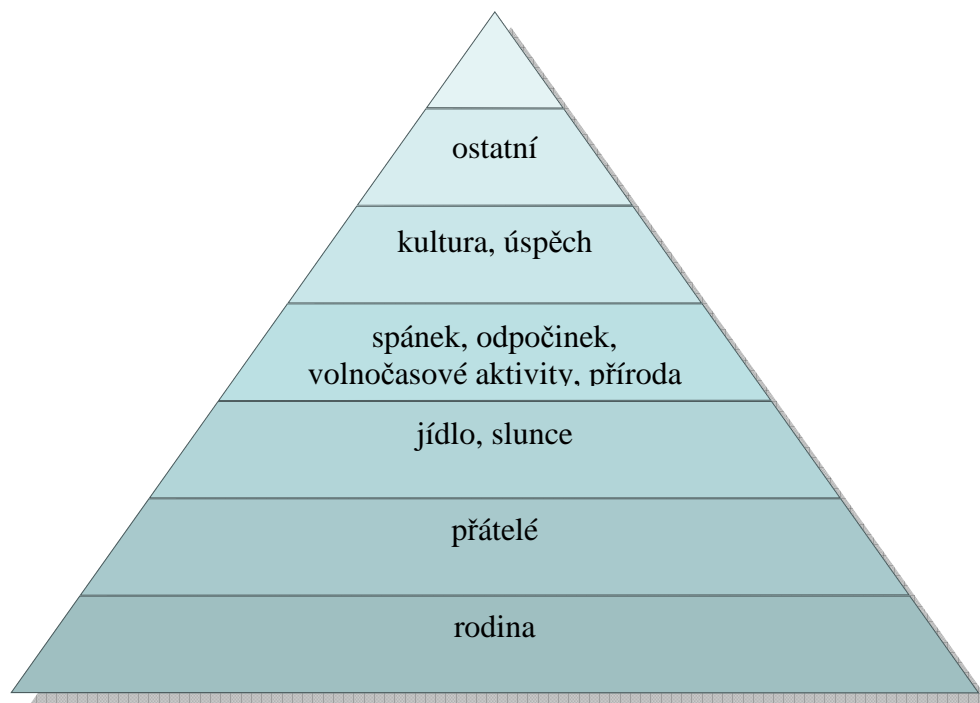 ostatní
kultura, úspěch
spánek, odpočinek,
volnočasové aktivity, příroda
jídlo, slunce
přátelé
rodina